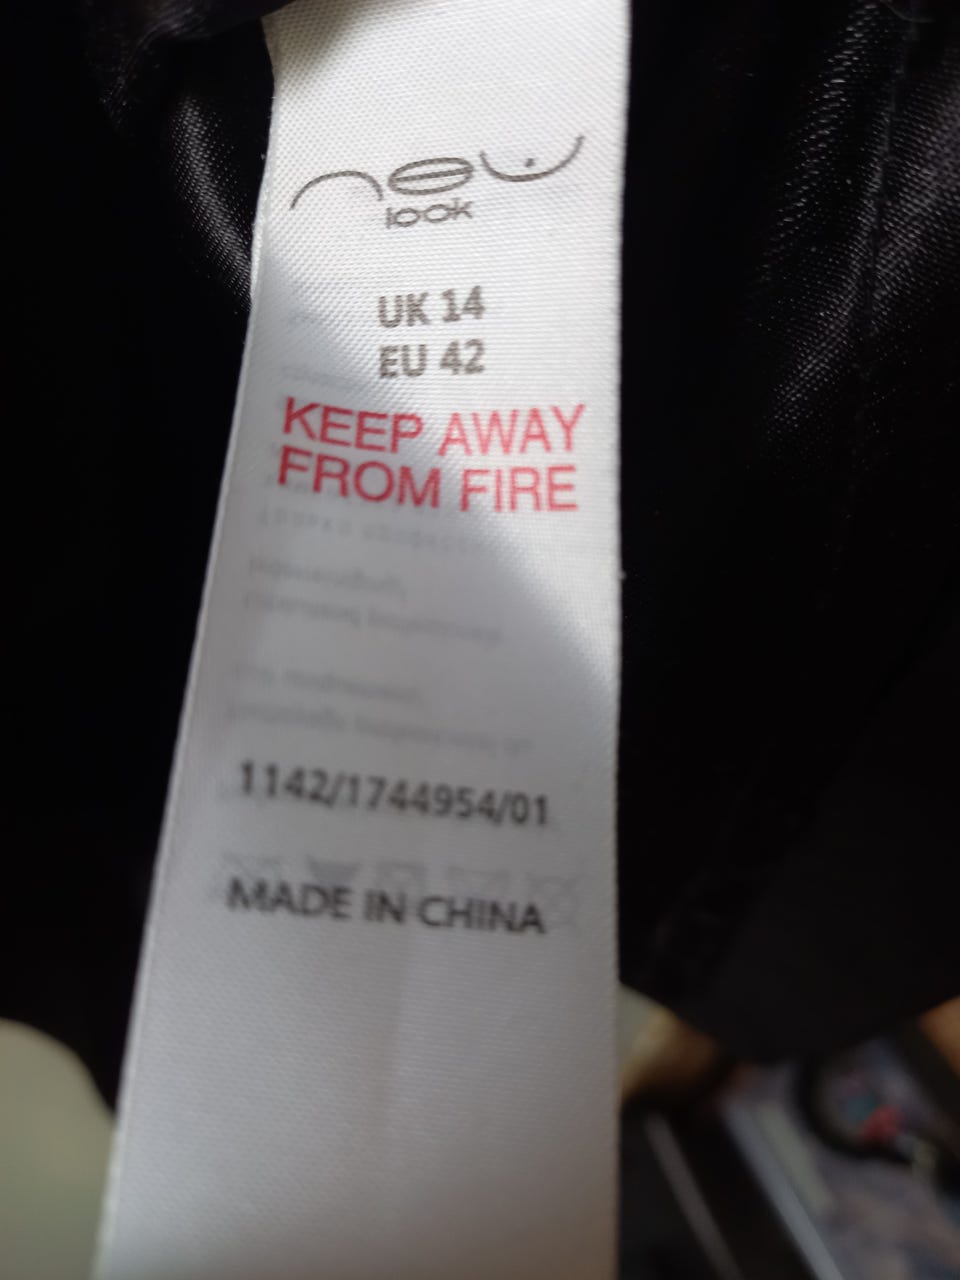 new
look
UK 14
EU 42
KEEP AWAY
FROM FIRE
1142/1744954/01
MADE IN CHINA